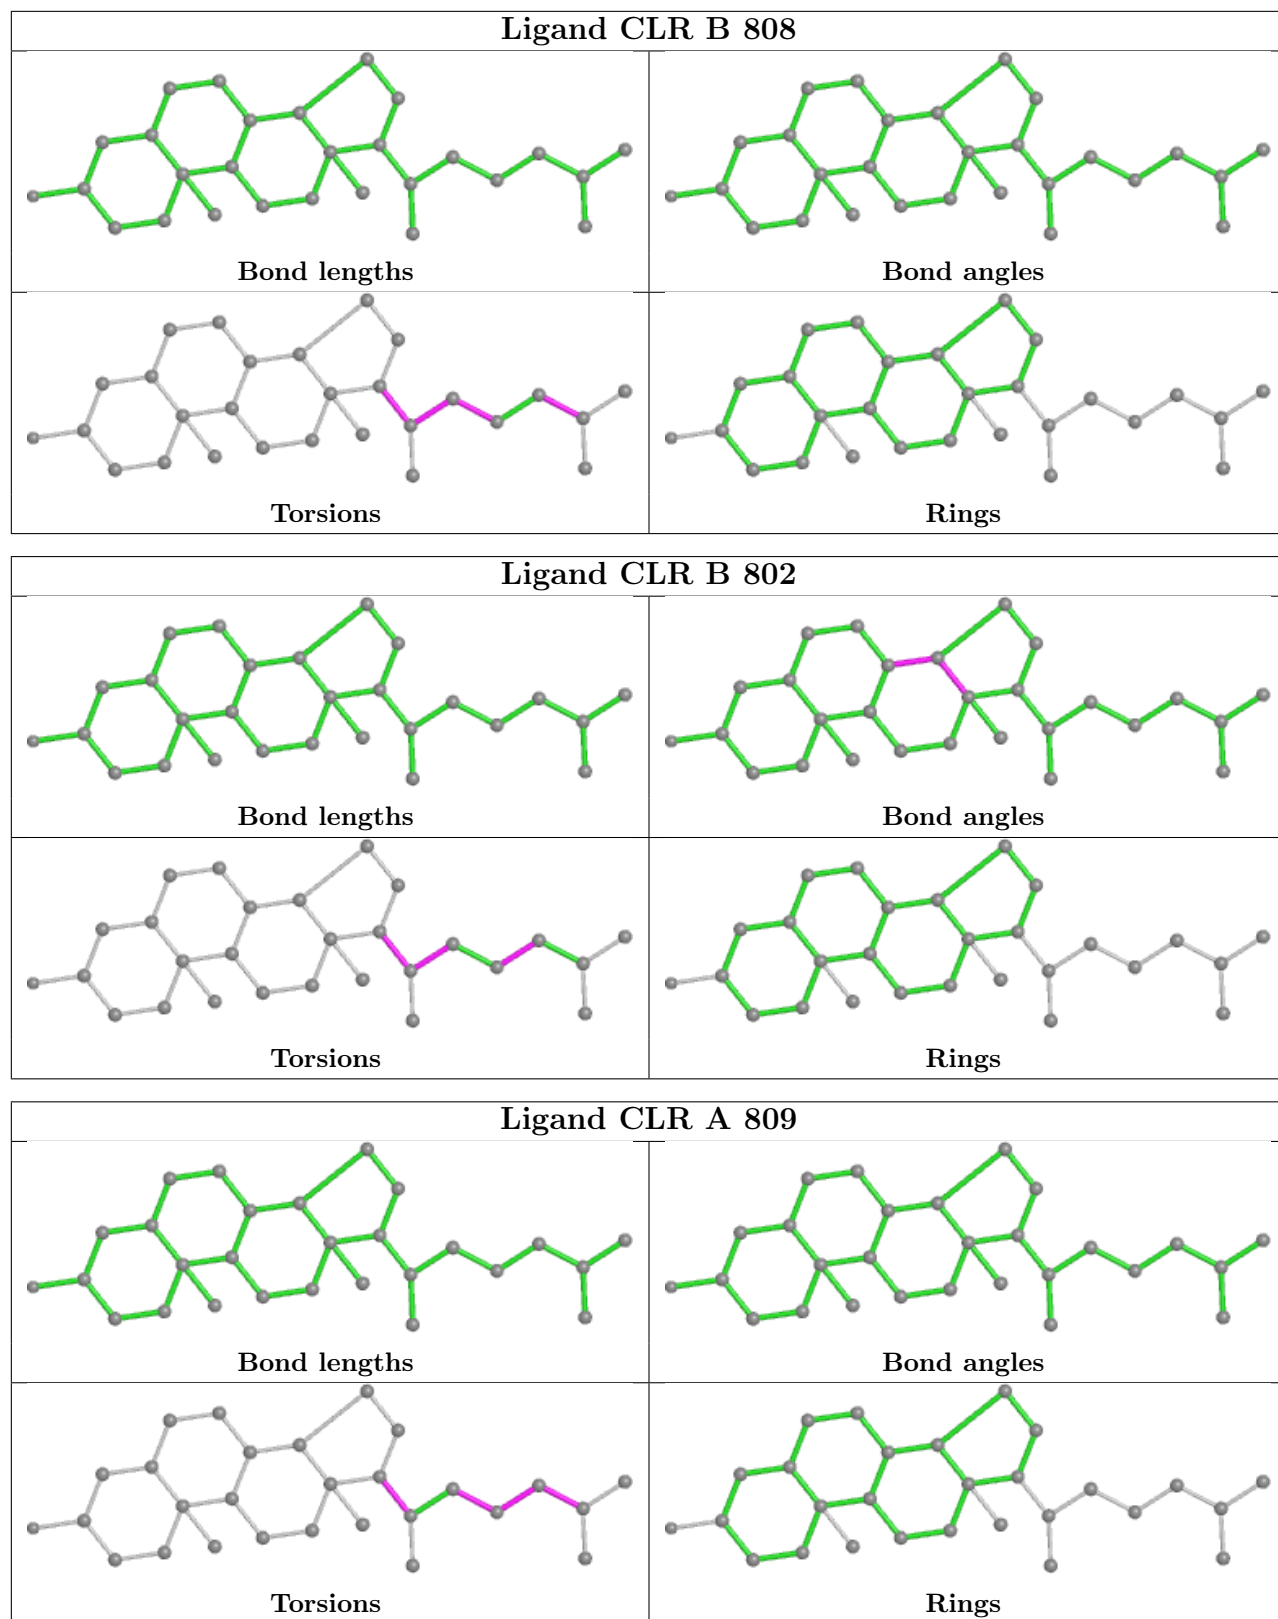 Ligand CLR B 808
Bond lengths
Bond angles
Torsions
Rings
Ligand CLR B 802
Bond lengths
Bond angles
Torsions
Rings
Ligand CLR A 809
Bond lengths
Bond angles
Torsions
Rings